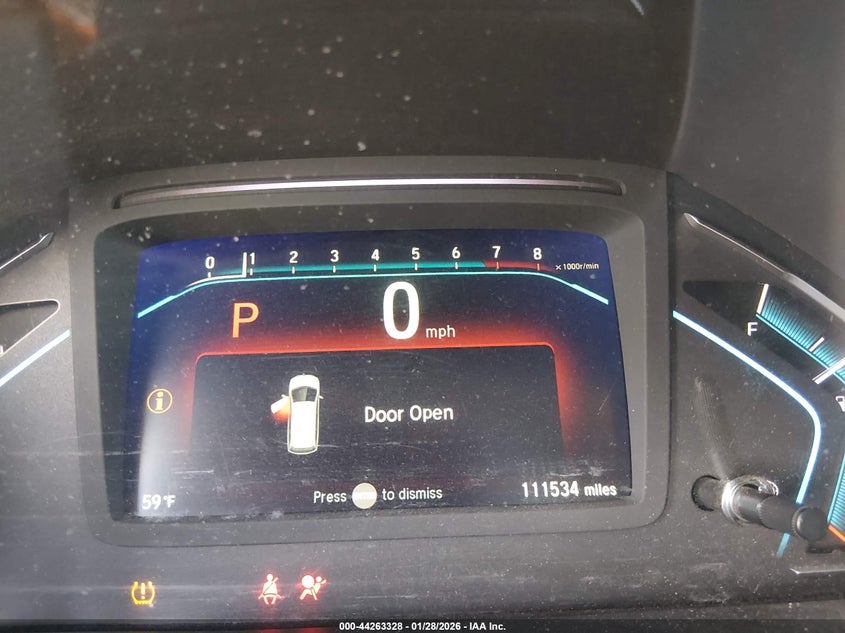 0 1 2 3 4 5 6 7 8 x1000r/min
P 0 mph
F
i
Door Open
Press to dismiss
59°F
111534 miles
000-44263328 - 01/28/2026 - IAA Inc.